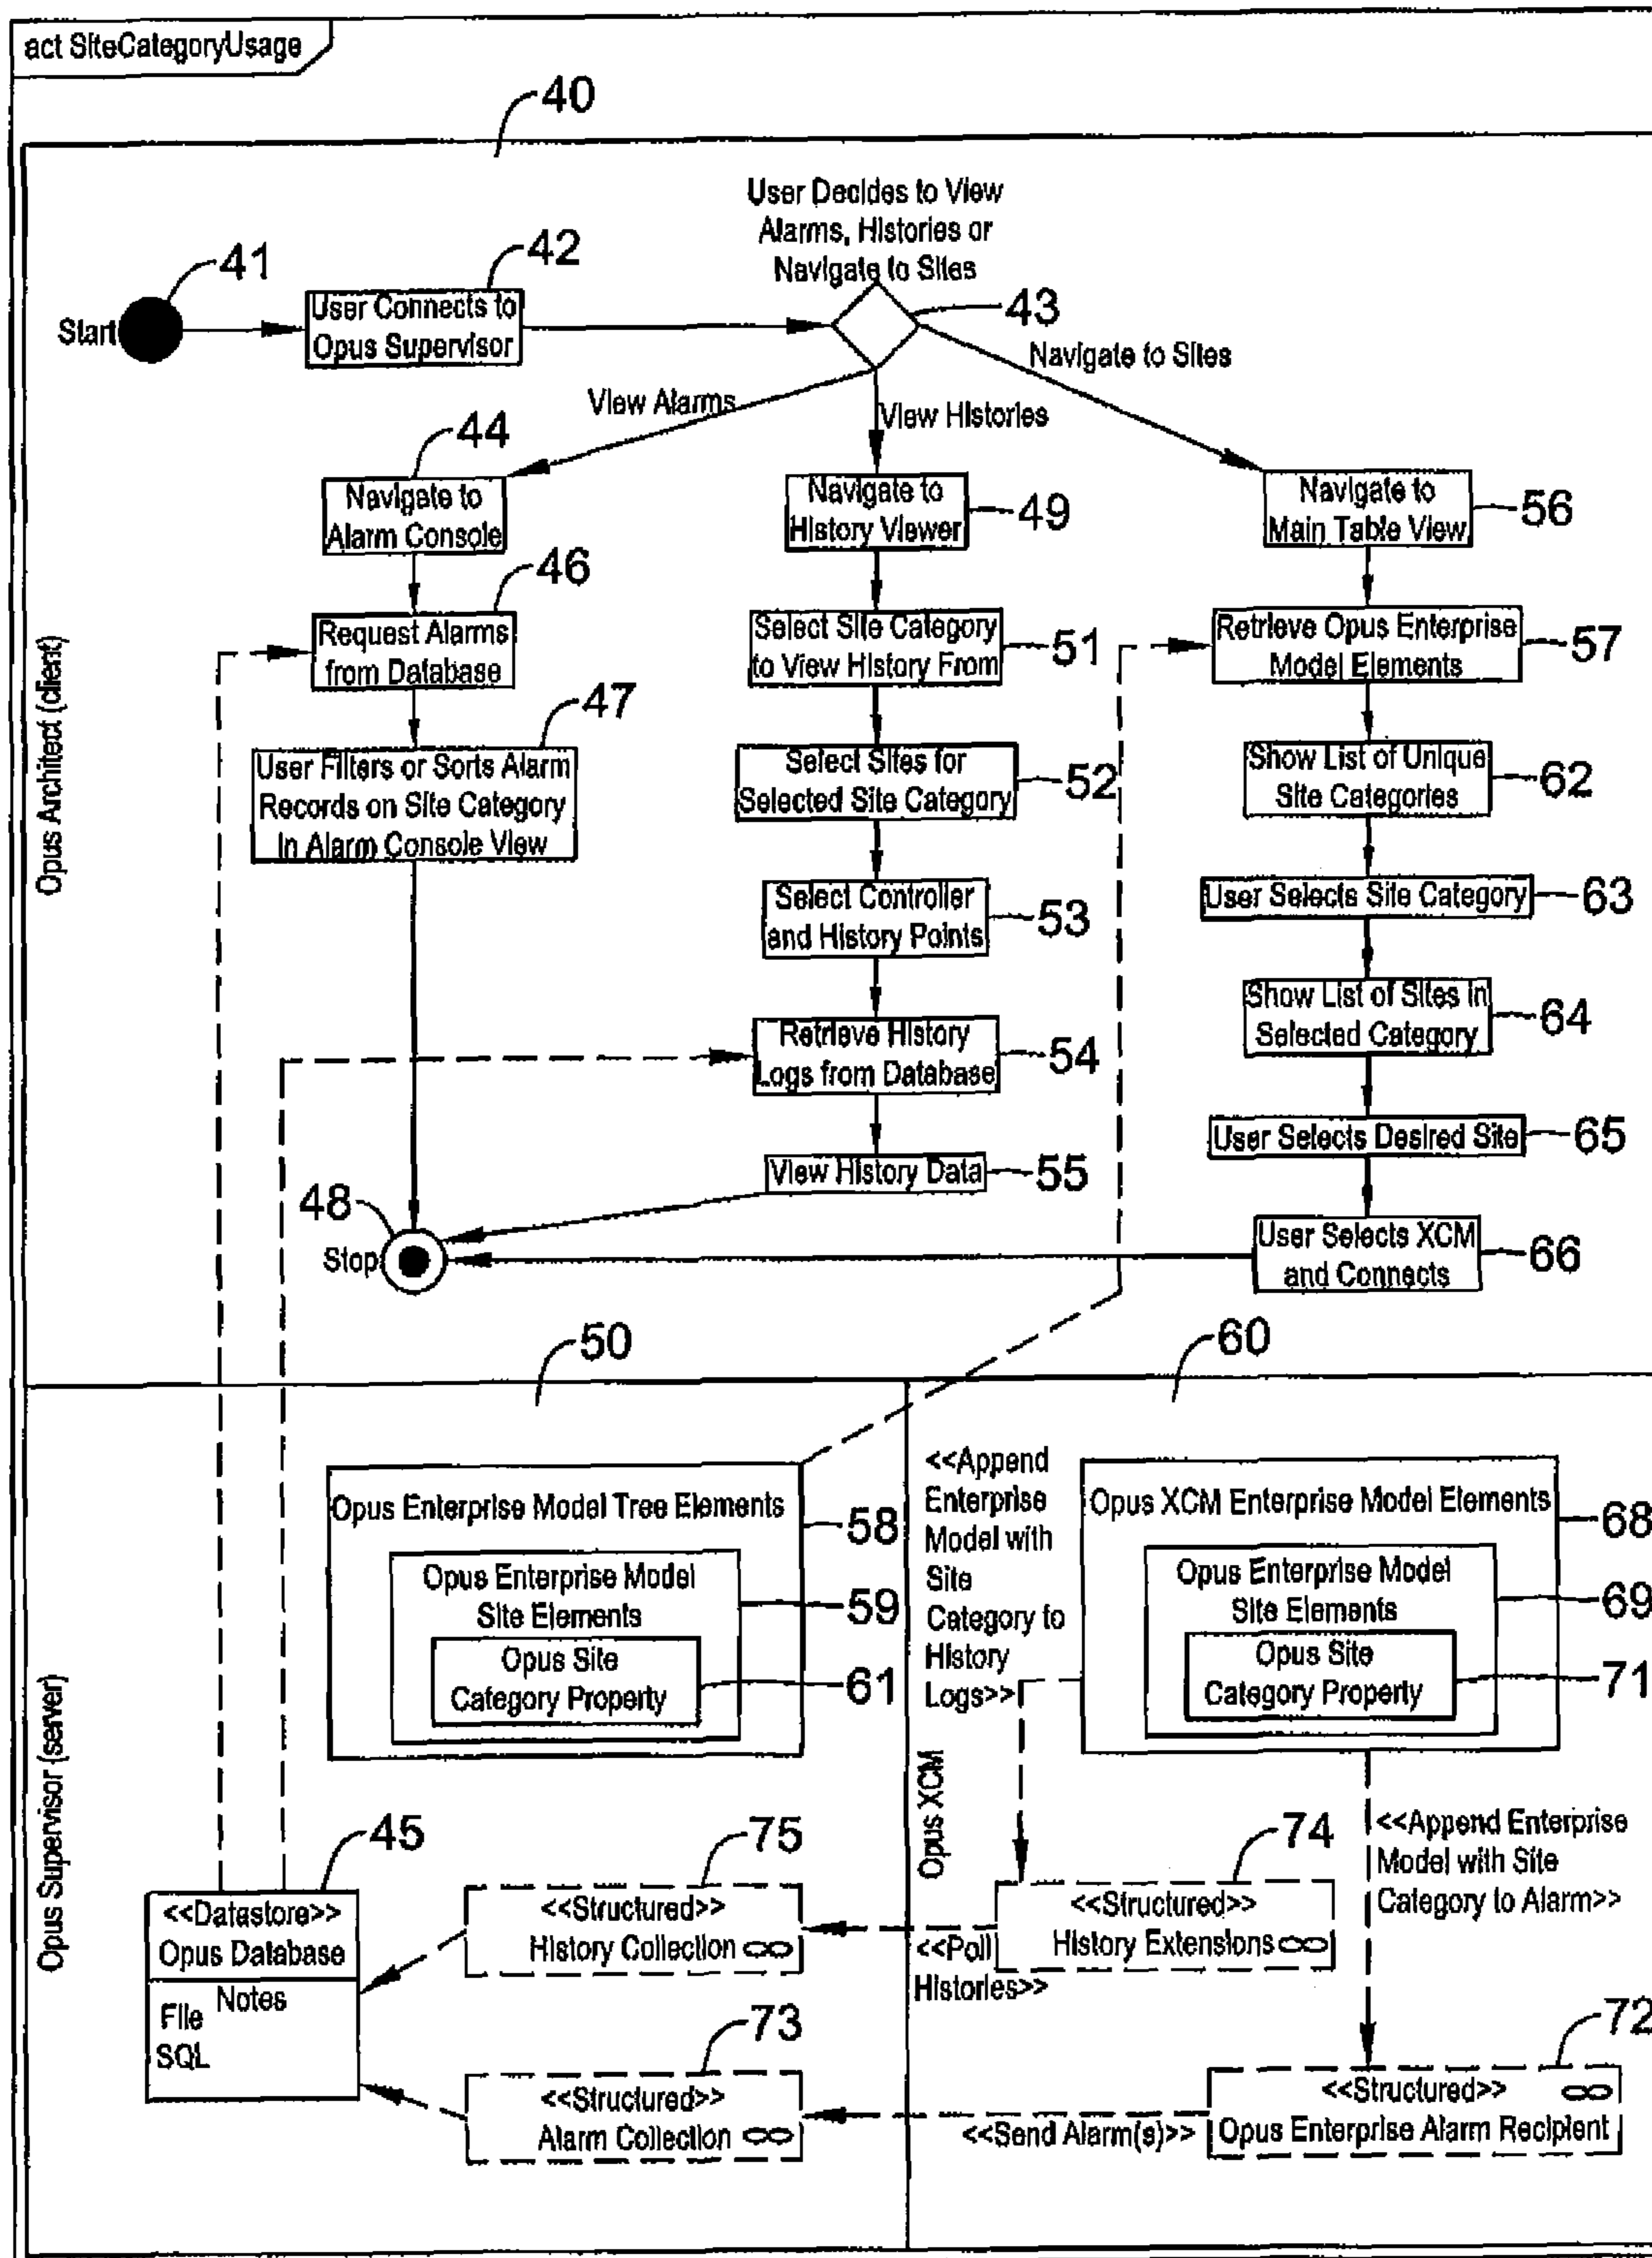 act SiteCategoryUsage
40
User Decides to View
Alarms, Histories or
Navigate to Sites
41
42
43
Start
User Connects to
Opus Supervisor
Navigate to Sites
View Alarms
View Histories
44
Navigate to
Alarm Console
Navigate to
History Viewer
49
Navigate to
Main Table View
56
46
Request Alarms
from Database
Select Site Category
to View History From
51
Retrieve Opus Enterprise
Model Elements
57
47
User Filters or Sorts Alarm
Records on Site Category
In Alarm Console View
Select Sites for
Selected Site Category
52
Show List of Unique
Site Categories
62
Opus Architect (client)
Select Controller
and History Points
53
User Selects Site Category
63
Show List of Sites in
Selected Category
64
Retrieve History
Logs from Database
54
User Selects Desired Site
65
View History Data
55
48
Stop
User Selects XCM
and Connects
66
50
60
Opus Enterprise Model Tree Elements
58
Opus Enterprise Model
Site Elements
59
Opus Site
Category Property
61
<<Append
Enterprise
Model with
Site
Category to
History
Logs>>
Opus XCM Enterprise Model Elements
68
Opus Enterprise Model
Site Elements
69
Opus Site
Category Property
71
Opus Supervisor (server)
Opus XCM
45
<<Datastore>>
Opus Database
Notes
File
SQL
75
<<Structured>>
History Collection
<<Poll
Histories>>
74
<<Structured>>
History Extensions
<<Append Enterprise
Model with Site
Category to Alarm>>
73
<<Structured>>
Alarm Collection
<<Send Alarm(s)>>
72
<<Structured>>
Opus Enterprise Alarm Recipient